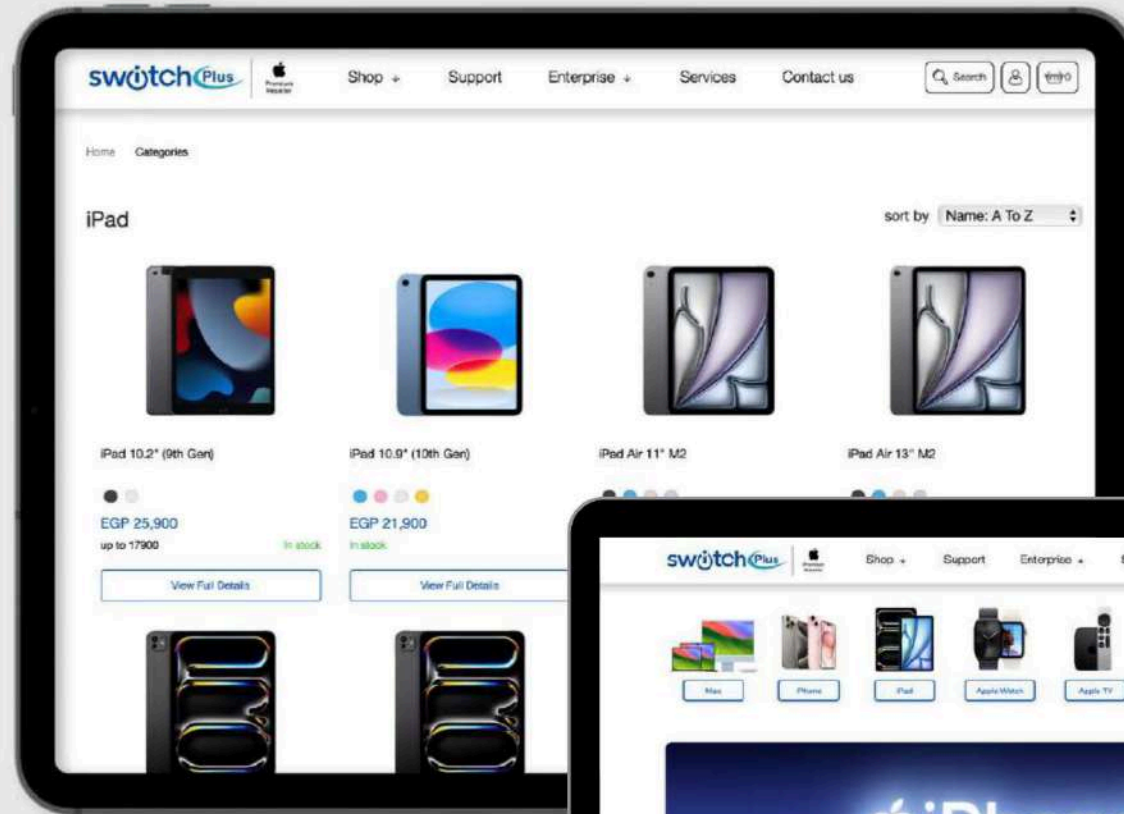 switch Plus
Premium Reseller
Shop
Support
Enterprise
Services
Contact us
Search
0
Home
Categories
iPad
sort by
Name: A To Z
iPad 10.2" (9th Gen)
iPad 10.9" (10th Gen)
iPad Air 11" M2
iPad Air 13" M2
EGP 25,900
EGP 21,900
up to 17900
In stock
In stock
View Full Details
View Full Details
switch Plus
Shop
Support
Enterprise
S
Mac
iPhone
iPad
Apple Watch
Apple TV